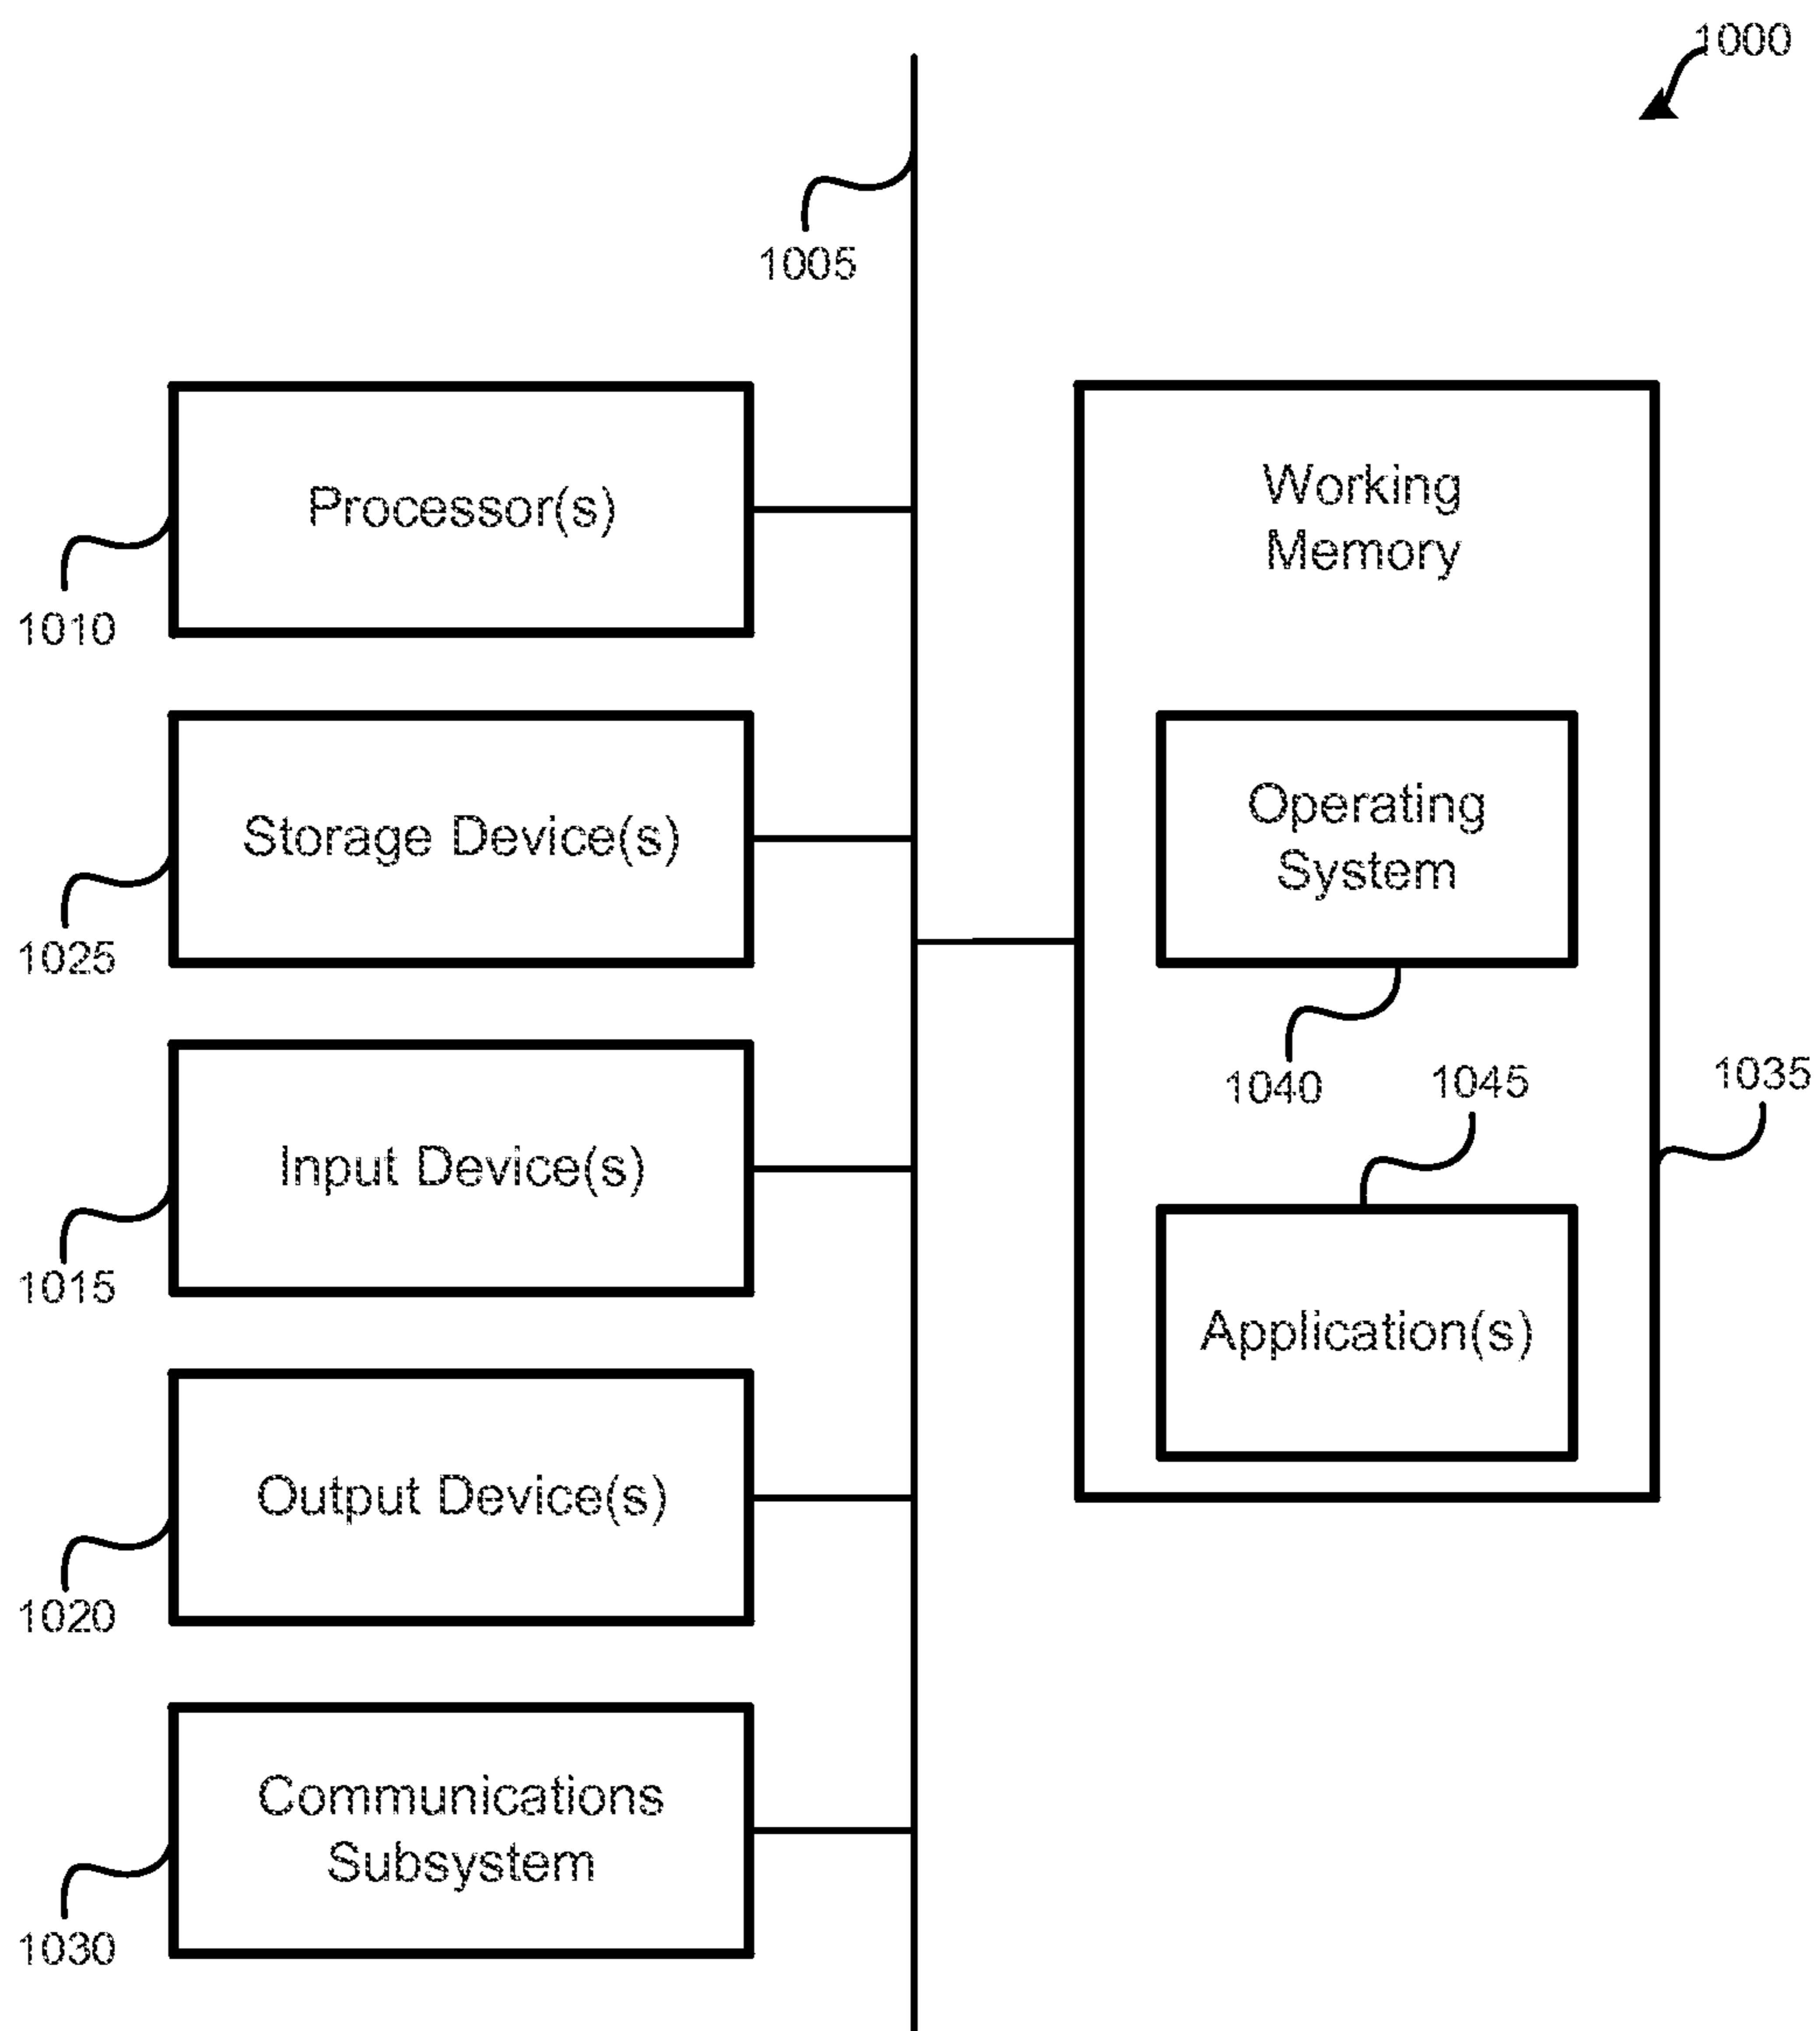 1000
1005
Processor(s)
1010
Storage Device(s)
1025
Input Device(s)
1015
Output Device(s)
1020
Communications
Subsystem
1030
Working
Memory
Operating
System
1040
1045
1035
Application(s)